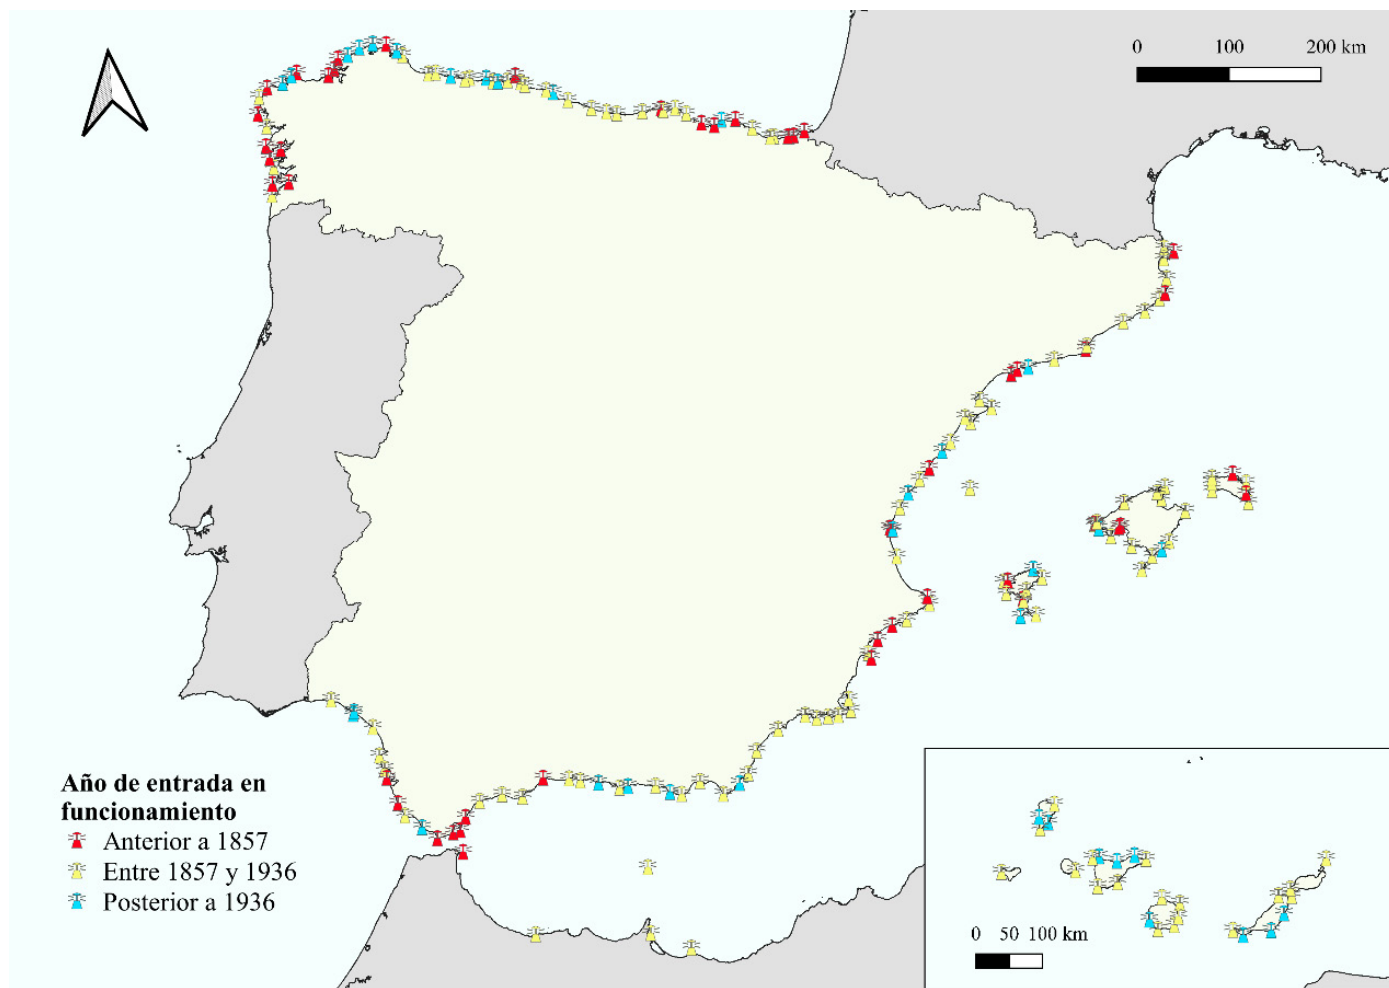 0 100 200 km
Año de entrada en
funcionamiento
Anterior a 1857
Entre 1857 y 1936
Posterior a 1936
0 50 100 km